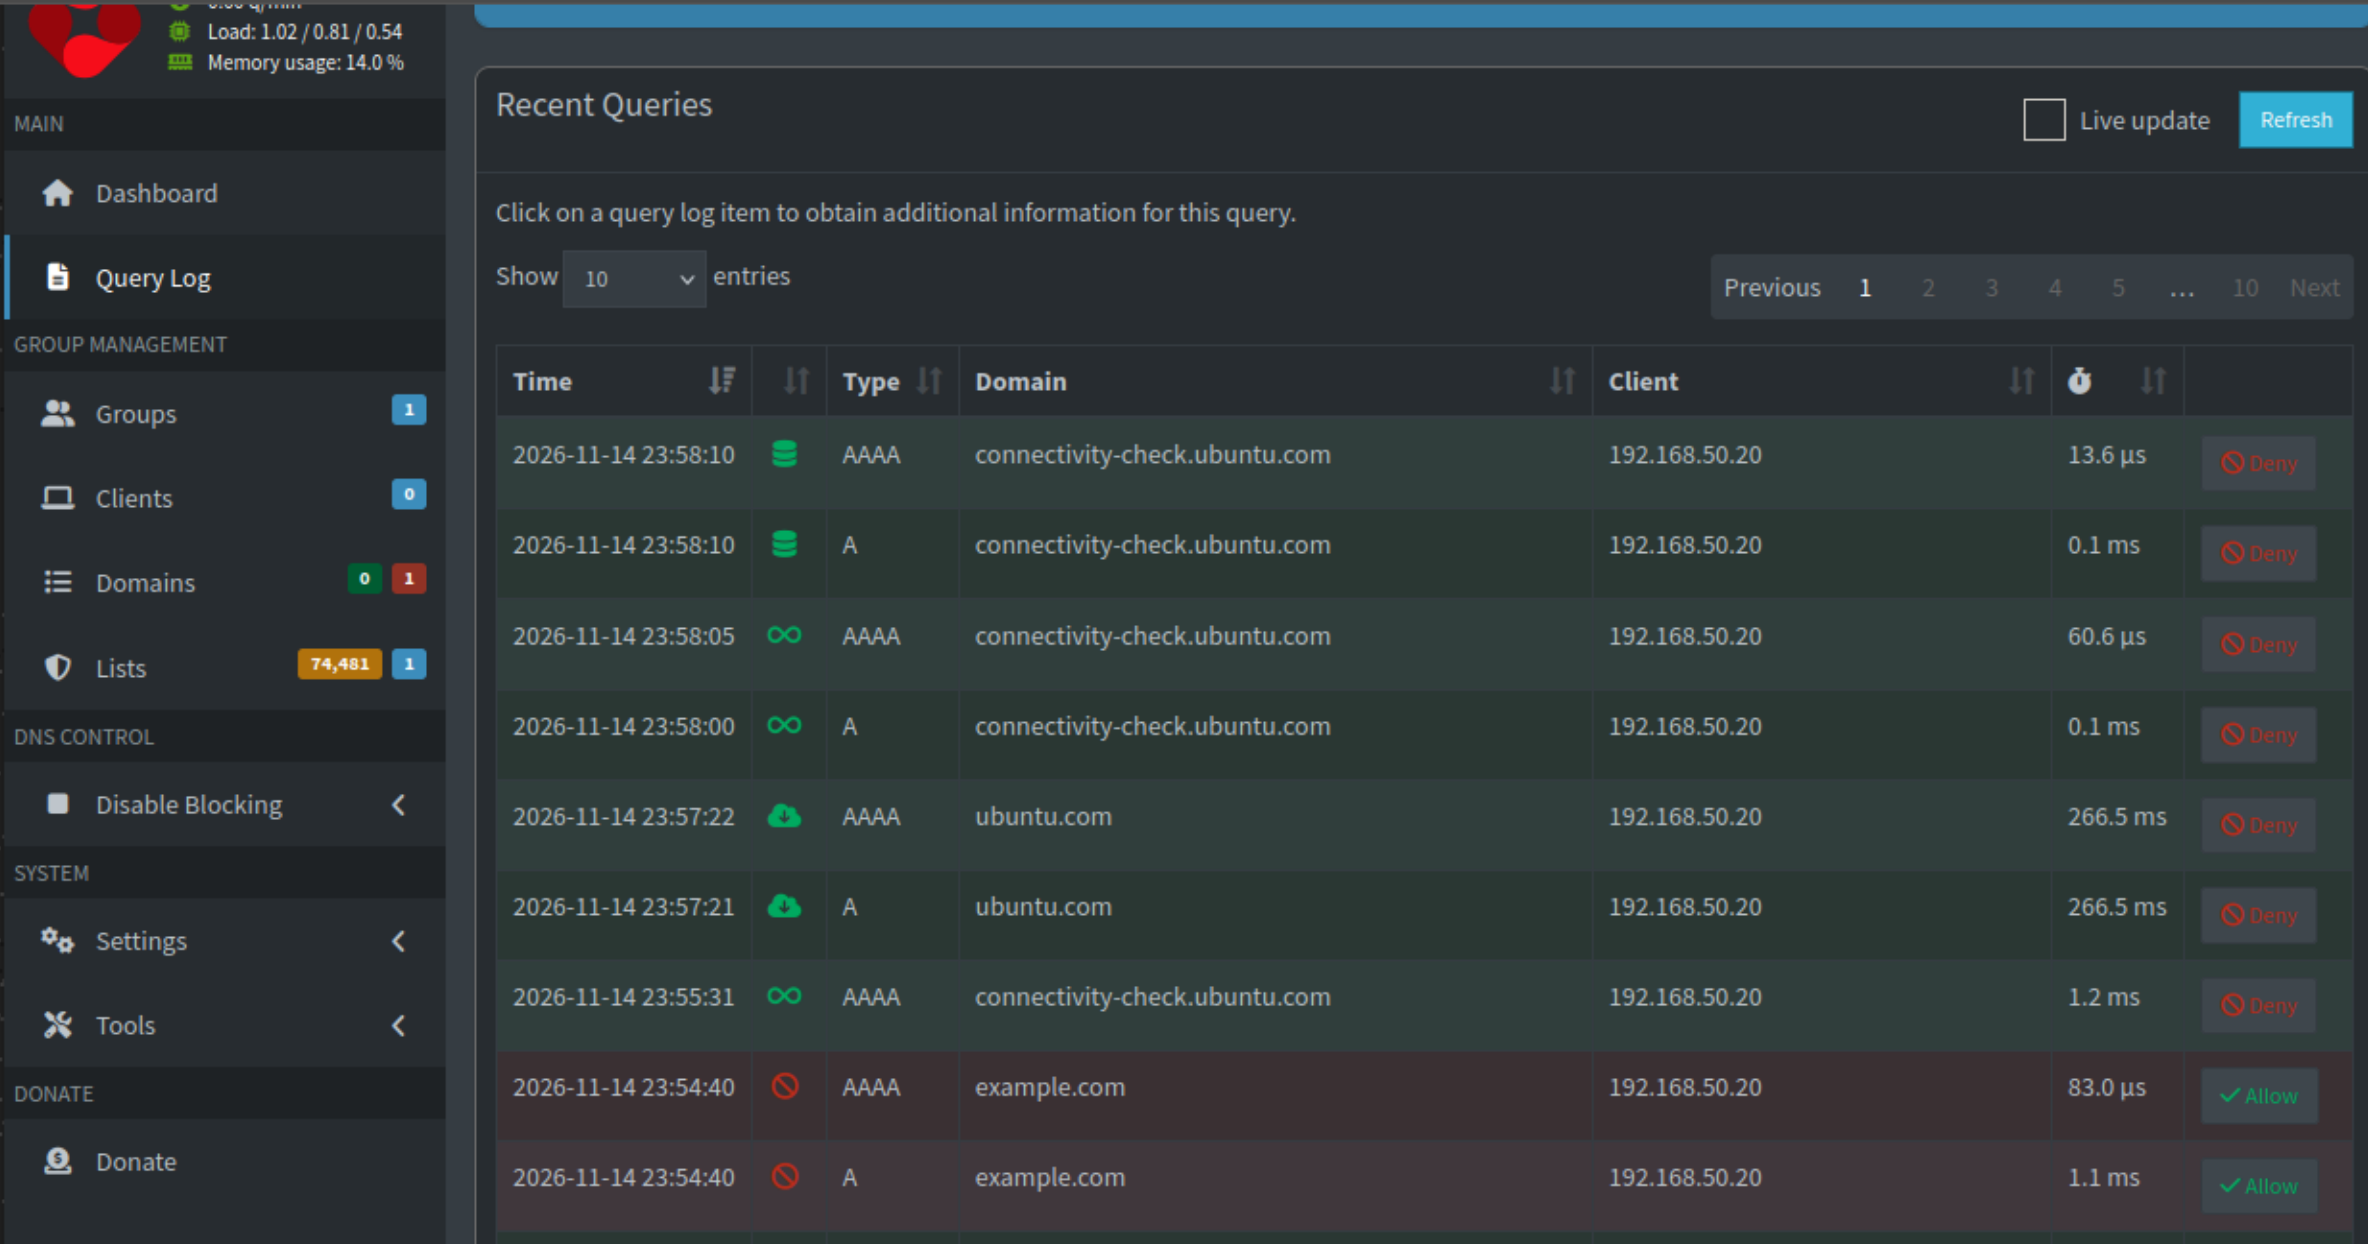 Load: 1.02 / 0.81 / 0.54
Memory usage: 14.0 %
MAIN
Dashboard
Query Log
GROUP MANAGEMENT
Groups 1
Clients 0
Domains 0 1
Lists 74,481 1
DNS CONTROL
Disable Blocking
SYSTEM
Settings
Tools
DONATE
Donate
Recent Queries
Live update Refresh
Click on a query log item to obtain additional information for this query.
Show 10 entries
Previous 1 2 3 4 5 … 10 Next
Time Type Domain Client
2026-11-14 23:58:10 AAAA connectivity-check.ubuntu.com 192.168.50.20 13.6 µs Deny
2026-11-14 23:58:10 A connectivity-check.ubuntu.com 192.168.50.20 0.1 ms Deny
2026-11-14 23:58:05 AAAA connectivity-check.ubuntu.com 192.168.50.20 60.6 µs Deny
2026-11-14 23:58:00 A connectivity-check.ubuntu.com 192.168.50.20 0.1 ms Deny
2026-11-14 23:57:22 AAAA ubuntu.com 192.168.50.20 266.5 ms Deny
2026-11-14 23:57:21 A ubuntu.com 192.168.50.20 266.5 ms Deny
2026-11-14 23:55:31 AAAA connectivity-check.ubuntu.com 192.168.50.20 1.2 ms Deny
2026-11-14 23:54:40 AAAA example.com 192.168.50.20 83.0 µs Allow
2026-11-14 23:54:40 A example.com 192.168.50.20 1.1 ms Allow